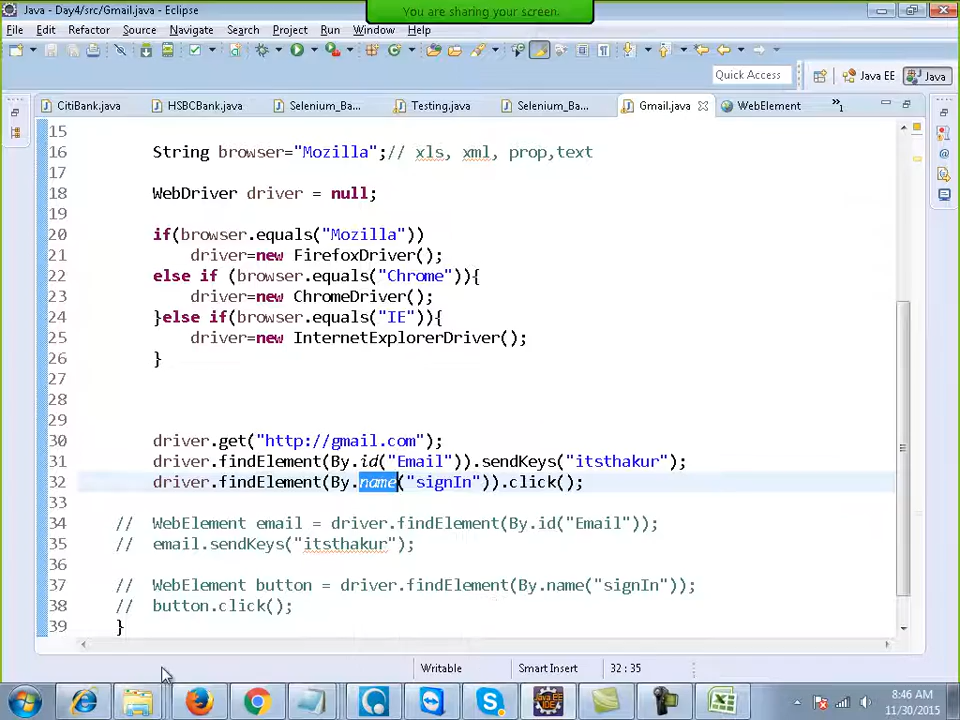 Java - Day4/src/Gmail.java - Eclipse
You are sharing your screen.
File Edit Refactor Source Navigate Search Project Run Window Help
Quick Access
Java EE
Java
CitiBank.java
HSBCBank.java
Selenium_Ba...
Testing.java
Selenium_Ba...
Gmail.java
WebElement
»1
15
16 String browser="Mozilla";// xls, xml, prop,text
17
18 WebDriver driver = null;
19
20 if(browser.equals("Mozilla"))
21 driver=new FirefoxDriver();
22 else if (browser.equals("Chrome")){
23 driver=new ChromeDriver();
24 }else if(browser.equals("IE")){
25 driver=new InternetExplorerDriver();
26 }
27
28
29
30 driver.get("http://gmail.com");
31 driver.findElement(By.id("Email")).sendKeys("itsthakur");
32 driver.findElement(By.name("signIn")).click();
33
34 // WebElement email = driver.findElement(By.id("Email"));
35 // email.sendKeys("itsthakur");
36
37 // WebElement button = driver.findElement(By.name("signIn"));
38 // button.click();
39 }
Writable
Smart Insert
32 : 35
8:46 AM
11/30/2015